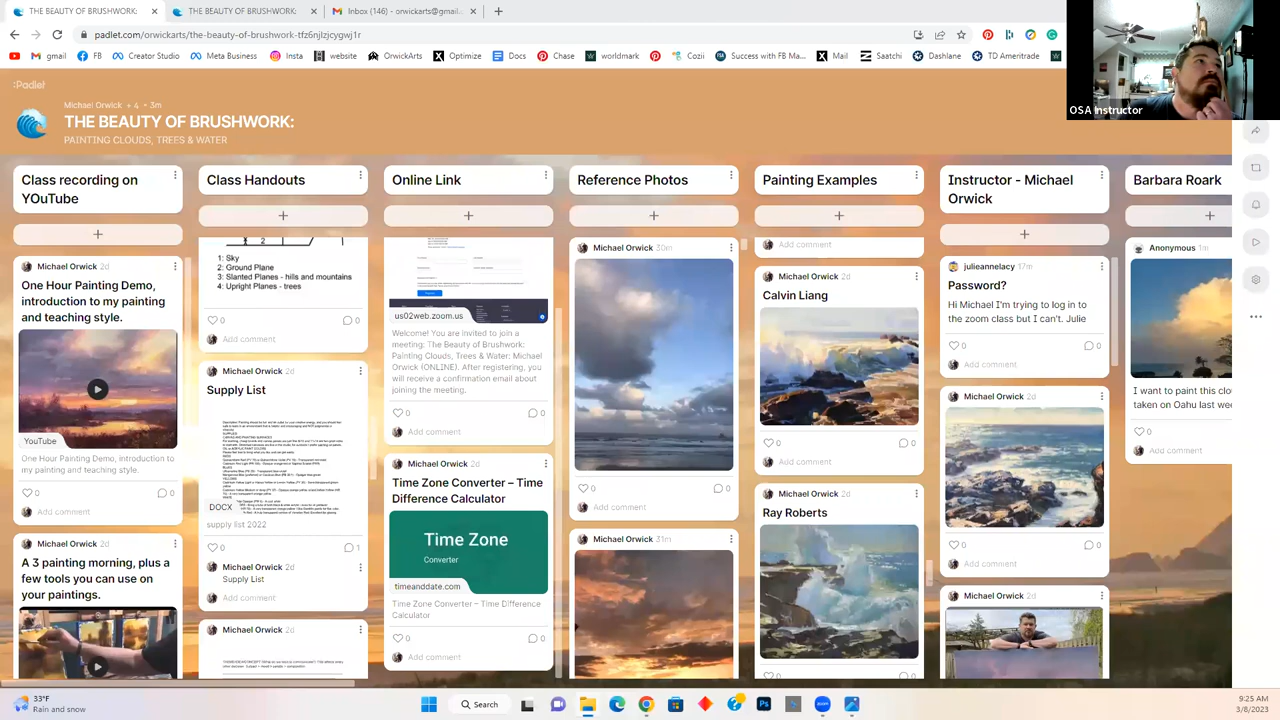 THE BEAUTY OF BRUSHWORK:
THE BEAUTY OF BRUSHWORK:
Inbox (146) - orwickarts@gmail.
padlet.com/orwickarts/the-beauty-of-brushwork-tfz6njlzjcygwj1r
gmail
FB
Creator Studio
Meta Business
Insta
website
OrwickArts
Optimize
Docs
Chase
worldmark
Cozii
Success with FB Ma...
Mail
Saatchi
Dashlane
TD Ameritrade
OSA Instructor
:Padlet
Michael Orwick + 4 • 3m
THE BEAUTY OF BRUSHWORK:
PAINTING CLOUDS, TREES & WATER
Class recording on
YOuTube
Michael Orwick 2d
One Hour Painting Demo,
introduction to my painting
and teaching style.
YouTube
One Hour Painting Demo, introduction to
my painting and teaching style.
0
0
Add comment
Michael Orwick 2d
A 3 painting morning, plus a
few tools you can use on
your paintings.
Class Handouts
2
1: Sky
2: Ground Plane
3: Slanted Planes - hills and mountains
4: Upright Planes - trees
0
0
Add comment
Michael Orwick 2d
Supply List
DOCX
supply list 2022
0
1
Michael Orwick 2d
Supply List
Add comment
Michael Orwick 2d
Online Link
us02web.zoom.us
Welcome! You are invited to join a
meeting: The Beauty of Brushwork:
Painting Clouds, Trees & Water: Michael
Orwick (ONLINE). After registering, you
will receive a confirmation email about
joining the meeting.
0
0
Add comment
Michael Orwick 2d
Time Zone Converter – Time
Difference Calculator
Time Zone
Converter
timeanddate.com
Time Zone Converter – Time Difference
Calculator
0
0
Add comment
Reference Photos
Michael Orwick 30m
0
0
Add comment
Michael Orwick 31m
Painting Examples
Add comment
Michael Orwick 2d
Calvin Liang
0
0
Add comment
Michael Orwick 2d
Ray Roberts
0
0
Instructor - Michael
Orwick
julieannelacy 17m
Password?
Hi Michael I'm trying to log in to
the zoom class but I can't. Julie
0
0
Add comment
Michael Orwick 2d
0
0
Add comment
Michael Orwick 2d
Barbara Roark
Anonymous 1m
I want to paint this clo
taken on Oahu last wee
0
Add comment
33°F
Rain and snow
Search
9:25 AM
3/8/2023